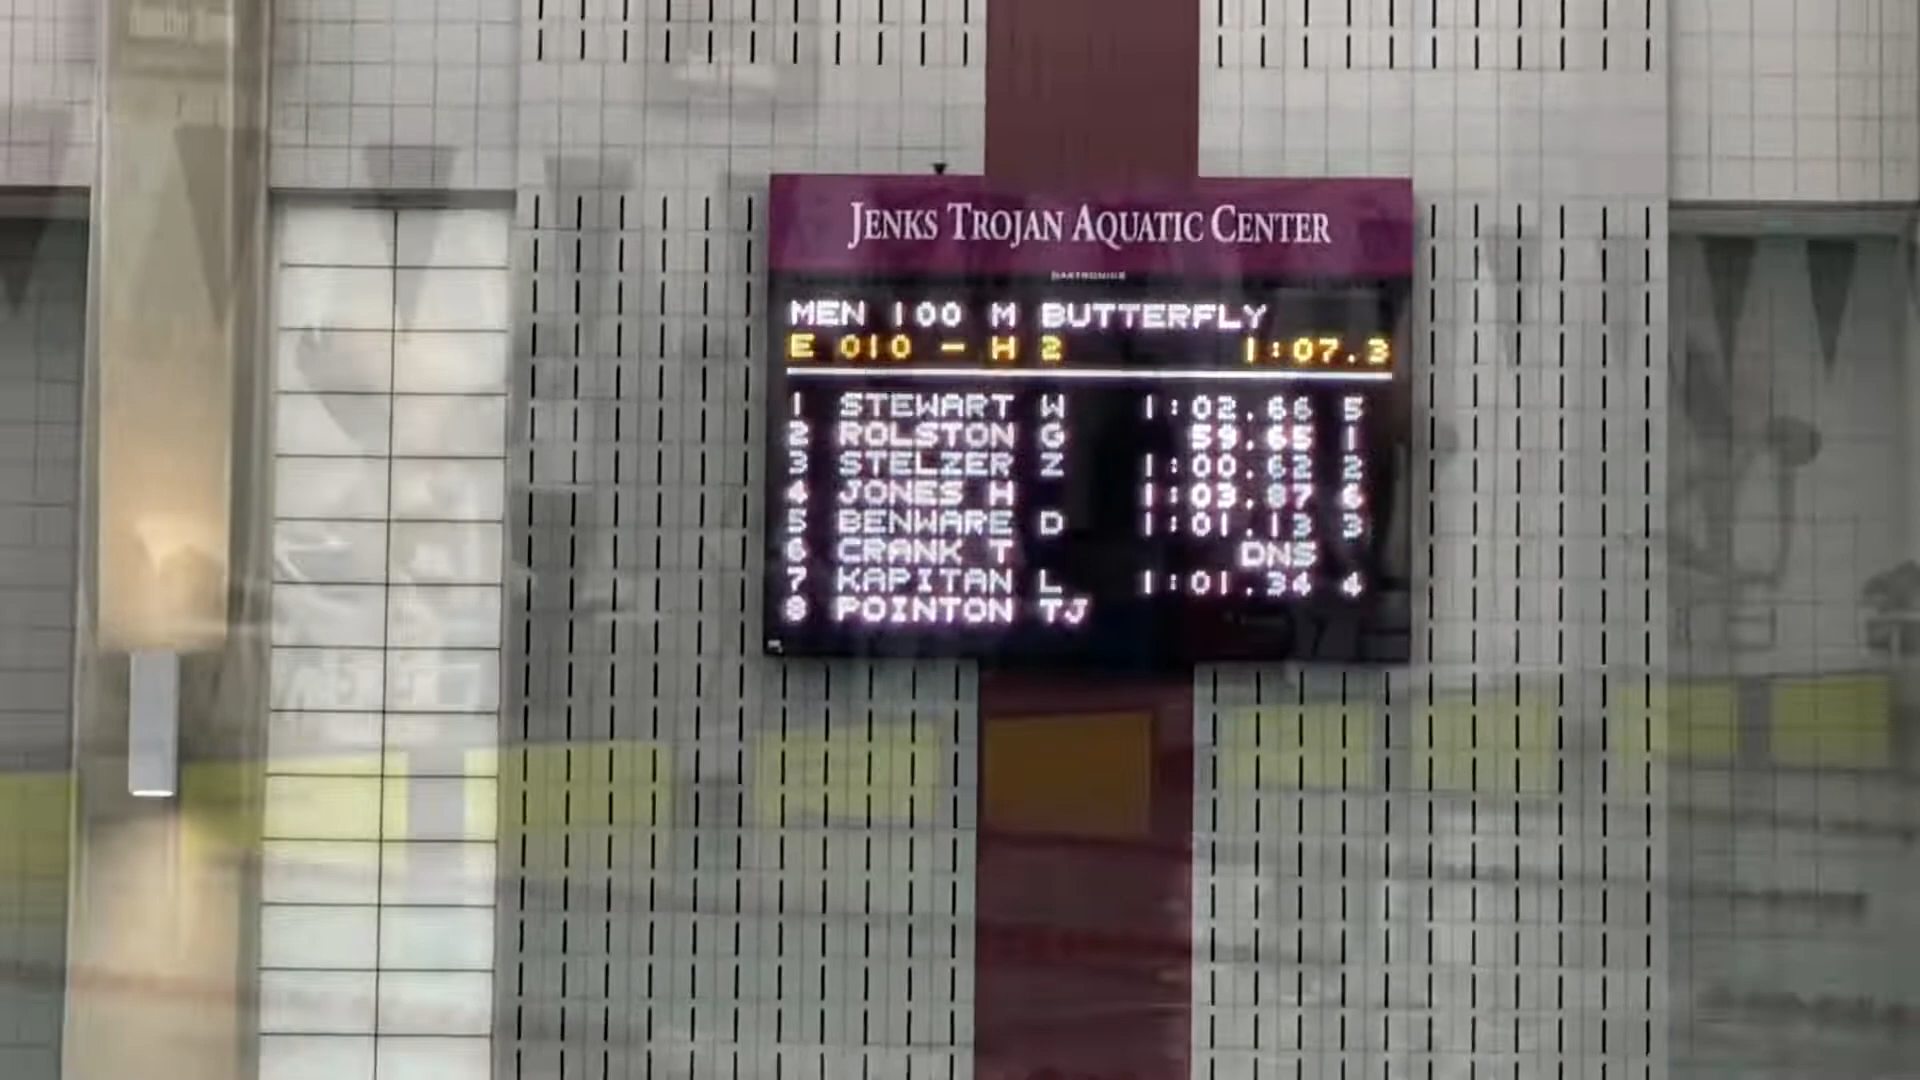 JENKS TROJAN AQUATIC CENTER
DAKTRONICS
MEN 100 M BUTTERFLY
E 010 - H 2 1:07.3
1 STEWART W 1:02.66 5
2 ROLSTON G 59.65 1
3 STELZER Z 1:00.62 2
4 JONES H 1:03.87 6
5 BENWARE D 1:01.13 3
6 CRANK T DNS
7 KAPITAN L 1:01.34 4
8 POINTON TJ